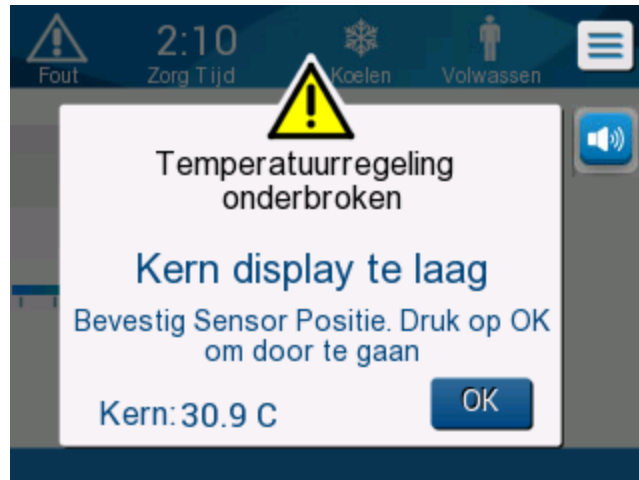 2:10
Fout
Zorg Tijd
Koelen
Volwassen
Temperatuurregeling
onderbroken
Kern display te laag
Bevestig Sensor Positie. Druk op OK
om door te gaan
Kern: 30.9 C
OK